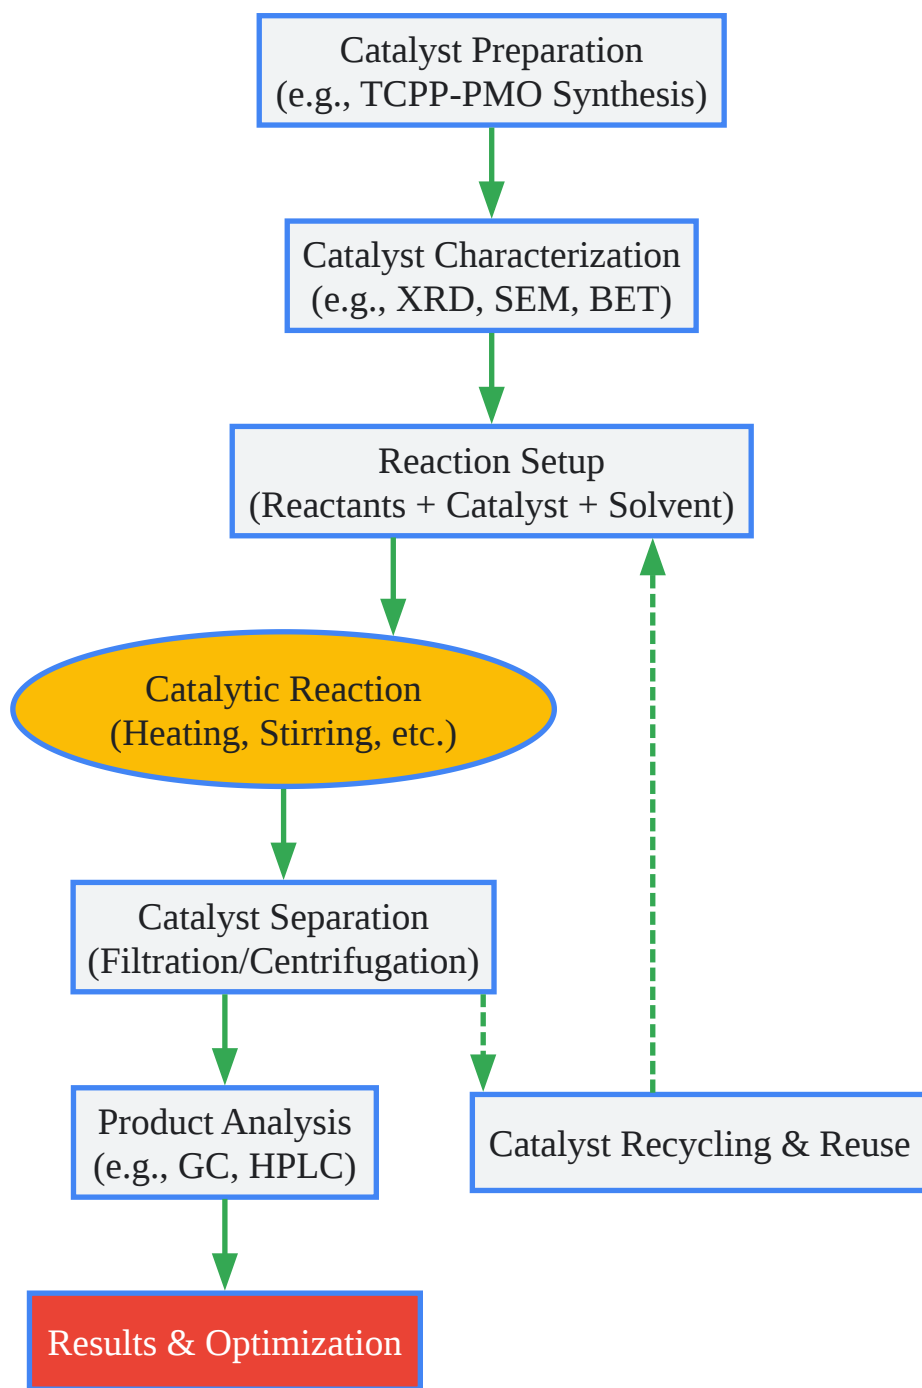 Catalyst Preparation
(e.g., TCPP-PMO Synthesis)
Catalyst Characterization
(e.g., XRD, SEM, BET)
Reaction Setup
(Reactants + Catalyst + Solvent)
Catalytic Reaction
(Heating, Stirring, etc.)
Catalyst Separation
(Filtration/Centrifugation)
Product Analysis
(e.g., GC, HPLC)
Catalyst Recycling & Reuse
Results & Optimization